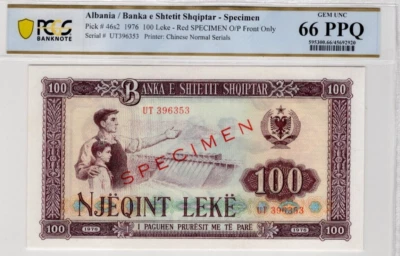 Albania / Banka e Shtetit Shqiptar - Specimen
PCGS BANKNOTE
Pick # 46s2 1976 100 Leke - Red SPECIMEN O/P Front Only
Serial # UT396353 Printer: Chinese Normal Serials
GEM UNC
66 PPQ
100 BANKA E SHTETIT SHQIPTAR 100
UT 396353
SPECIMEN
100
NJËQINT LEKË
UT 396353
1976 I PAGUHEN PRURËSIT ME TË PARË 1976